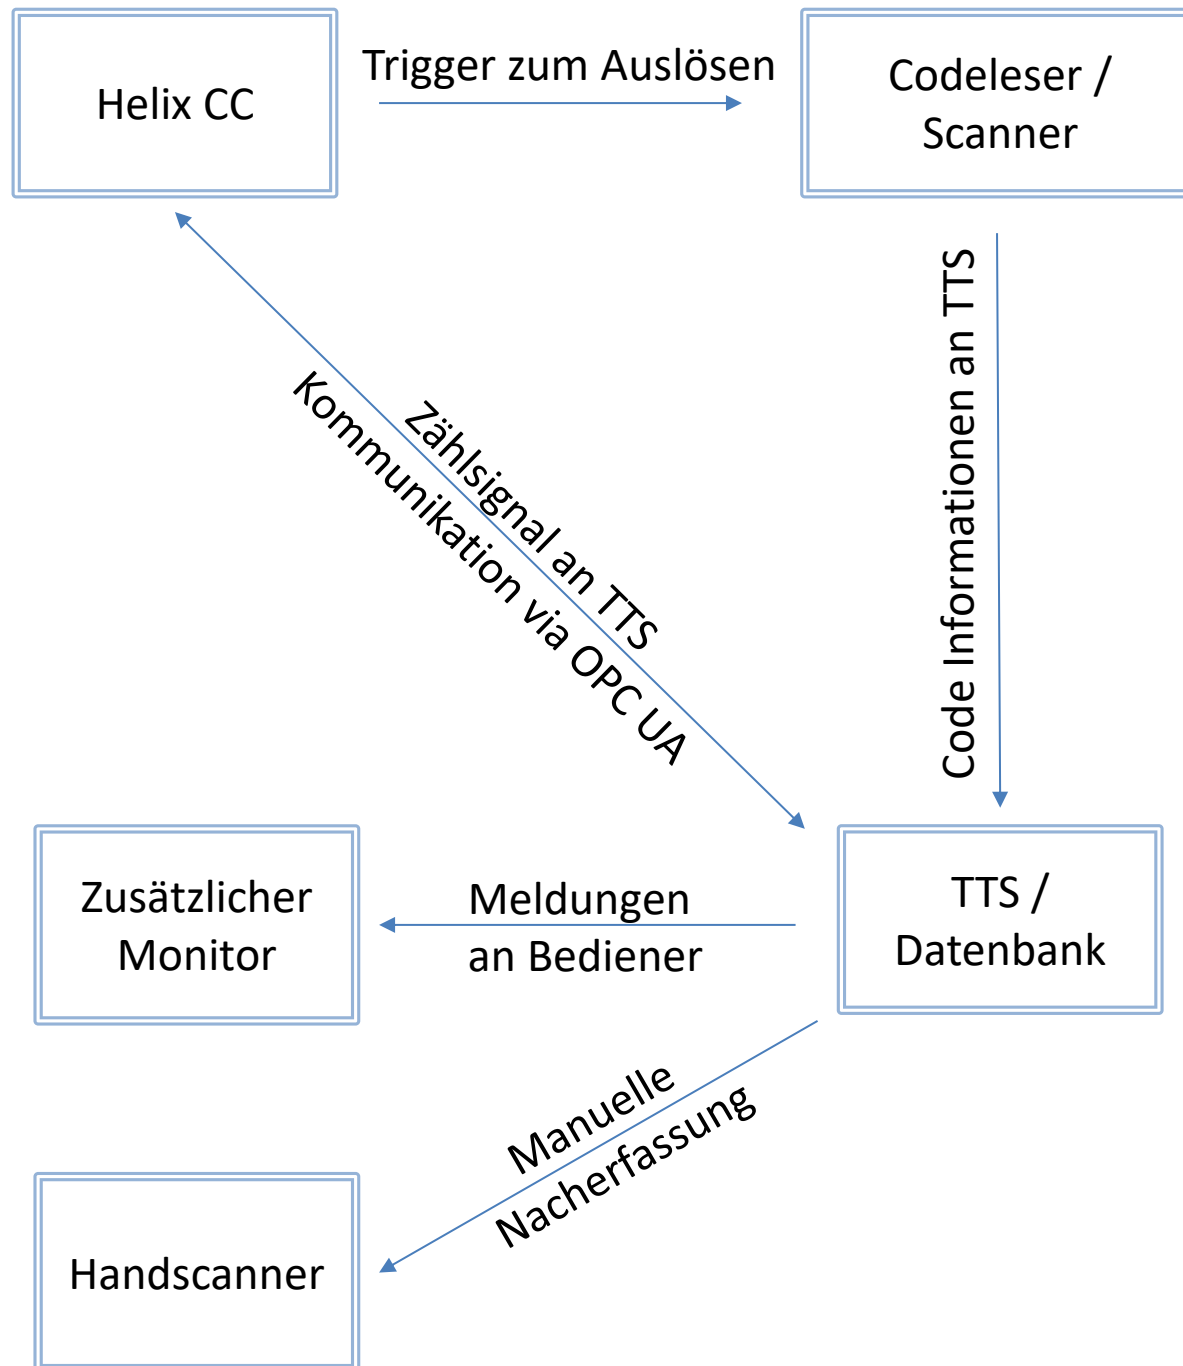 Helix CC
Trigger zum Auslösen
Codeleser /
Scanner
Zählsignal an TTS
Kommunikation via OPC UA
Code Informationen an TTS
Zusätzlicher
Monitor
Meldungen
an Bediener
TTS /
Datenbank
Manuelle
Nacherfassung
Handscanner